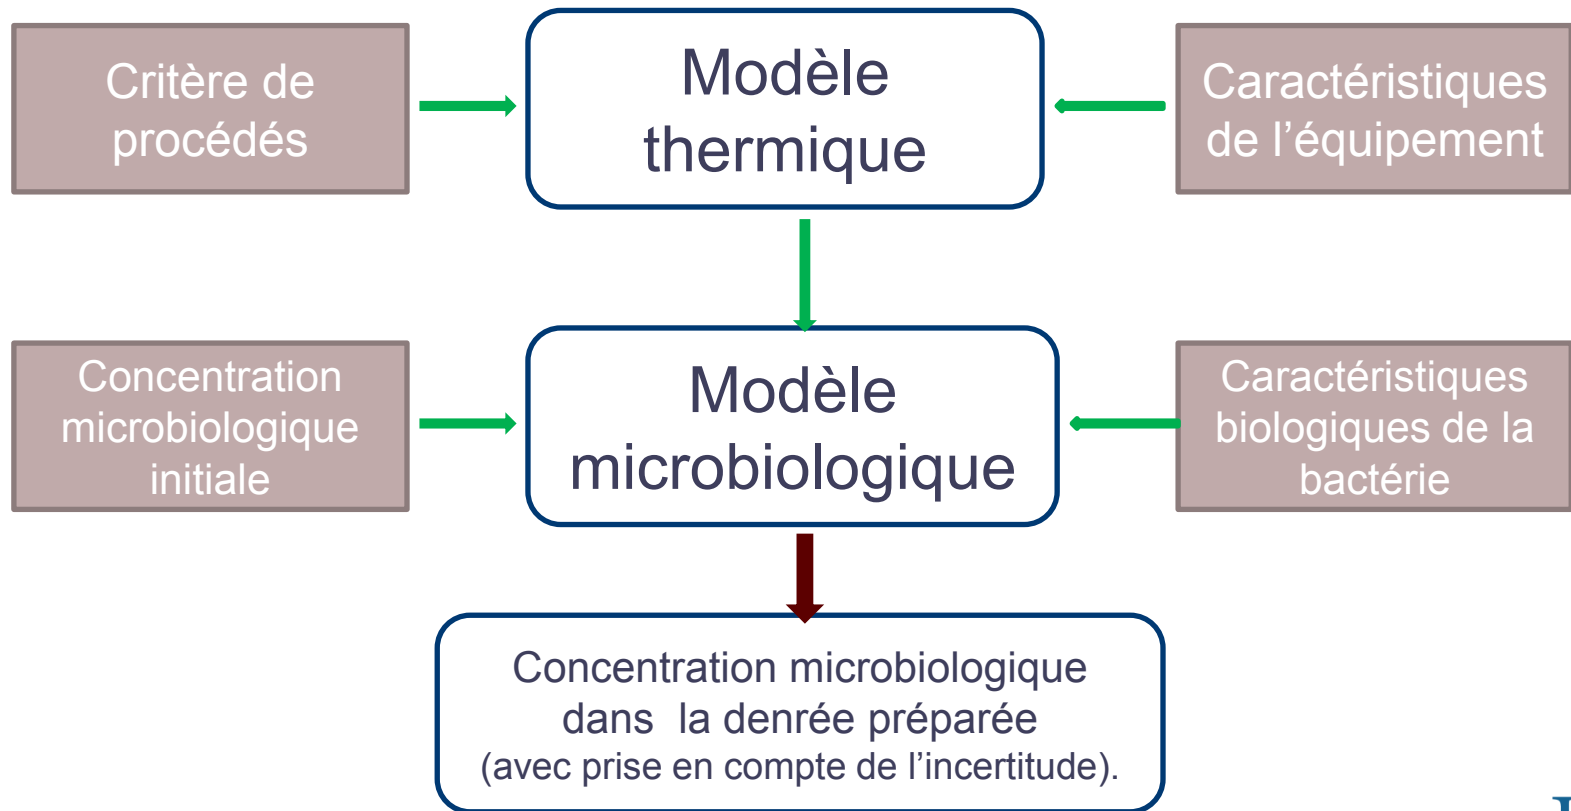 Critère de
procédés
Modèle
thermique
Caractéristiques
de l’équipement
Concentration
microbiologique
initiale
Modèle
microbiologique
Caractéristiques
biologiques de la
bactérie
Concentration microbiologique
dans la denrée préparée
(avec prise en compte de l’incertitude).